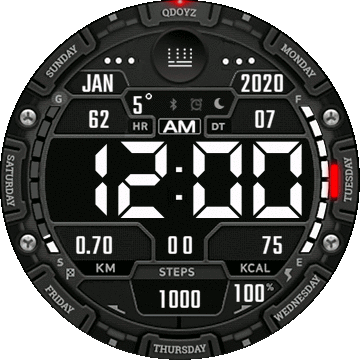 QDOYZ
SUNDAY
MONDAY
JAN 2020
G F
5°
62 HR AM DT 07
SATURDAY
12:00
TUESDAY
0.70 00 75
S E
KM STEPS KCAL
FRIDAY
1000 100%
WEDNESDAY
THURSDAY